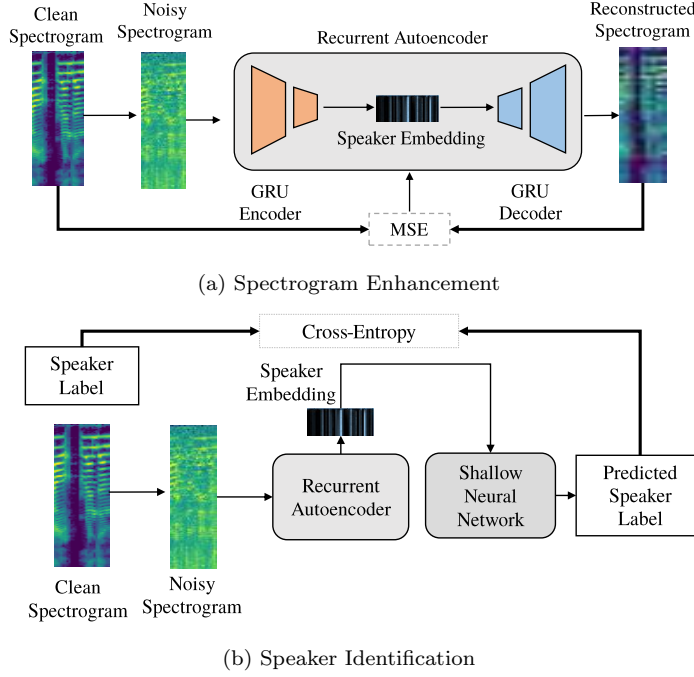 Clean
Spectrogram
Noisy
Spectrogram
Recurrent Autoencoder
Reconstructed
Spectrogram
Speaker Embedding
GRU
Encoder
MSE
GRU
Decoder
(a) Spectrogram Enhancement
Cross-Entropy
Speaker
Label
Speaker
Embedding
Recurrent
Autoencoder
Shallow
Neural
Network
Predicted
Speaker
Label
Clean
Spectrogram
Noisy
Spectrogram
(b) Speaker Identification